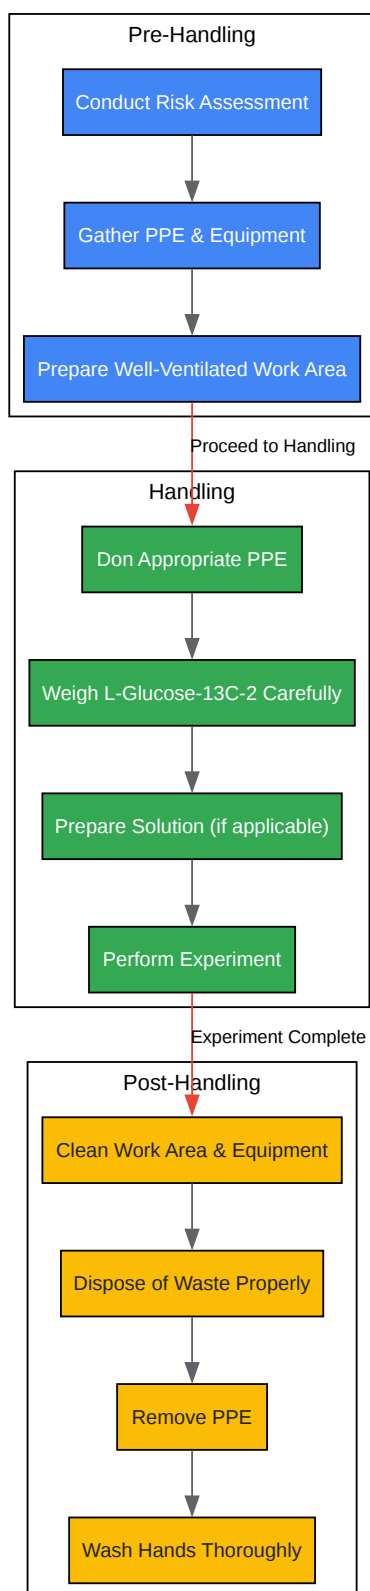 Pre-Handling
Conduct Risk Assessment
Gather PPE & Equipment
Prepare Well-Ventilated Work Area
Proceed to Handling
Handling
Don Appropriate PPE
Weigh L-Glucose-13C-2 Carefully
Prepare Solution (if applicable)
Perform Experiment
Experiment Complete
Post-Handling
Clean Work Area & Equipment
Dispose of Waste Properly
Remove PPE
Wash Hands Thoroughly